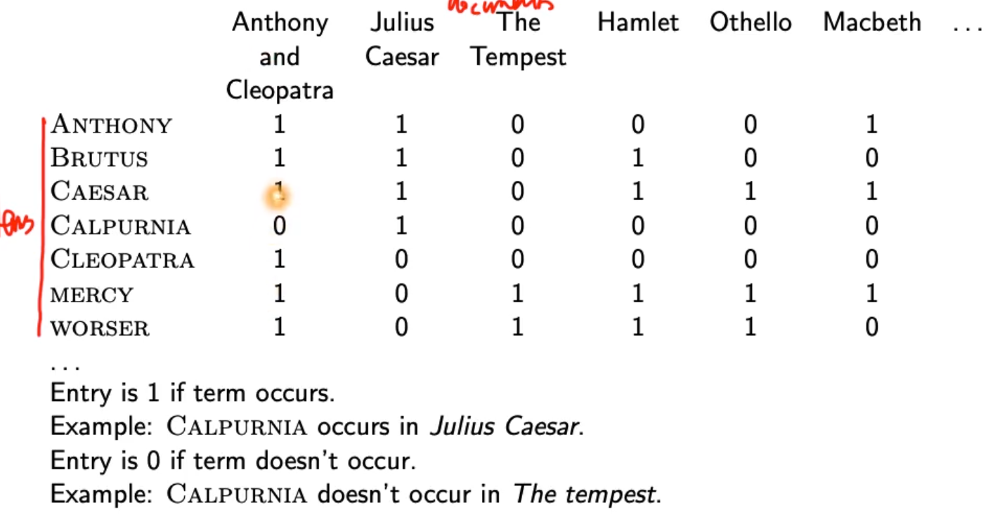 documents
Anthony Julius The Hamlet Othello Macbeth ...
and Caesar Tempest
Cleopatra
ANTHONY 1 1 0 0 0 1
BRUTUS 1 1 0 1 0 0
CAESAR 1 1 0 1 1 1
CALPURNIA 0 1 0 0 0 0
CLEOPATRA 1 0 0 0 0 0
MERCY 1 0 1 1 1 1
WORSER 1 0 1 1 1 0
...
Entry is 1 if term occurs.
Example: CALPURNIA occurs in Julius Caesar.
Entry is 0 if term doesn't occur.
Example: CALPURNIA doesn't occur in The tempest.